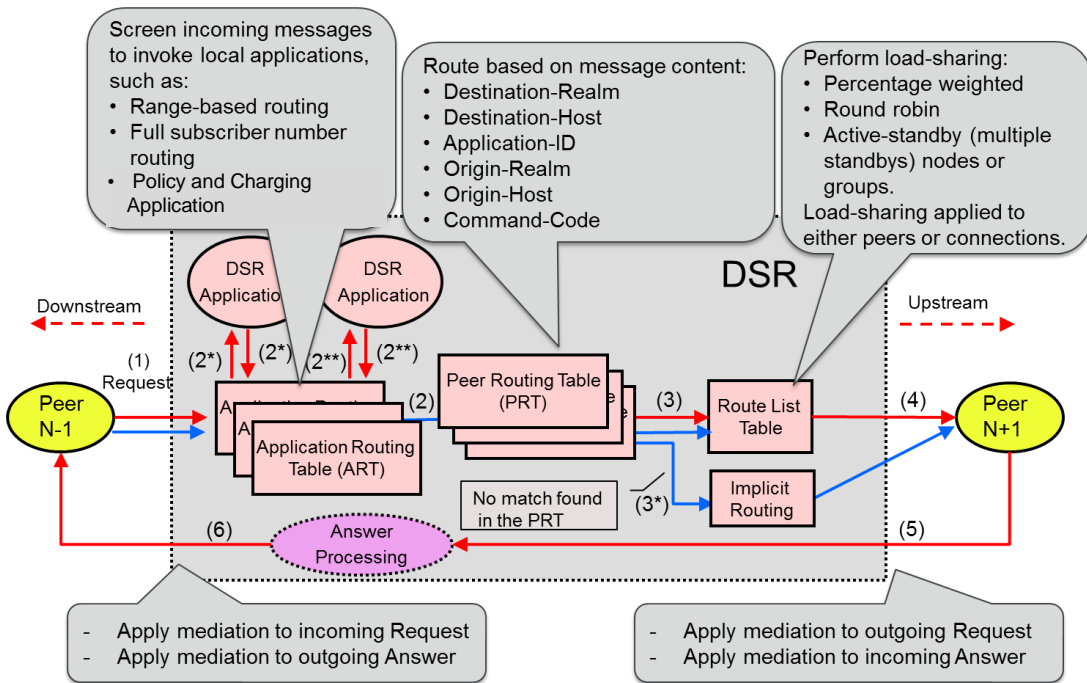 Screen incoming messages
to invoke local applications,
such as:
• Range-based routing
• Full subscriber number
routing
• Policy and Charging
Application
Route based on message content:
• Destination-Realm
• Destination-Host
• Application-ID
• Origin-Realm
• Origin-Host
• Command-Code
Perform load-sharing:
• Percentage weighted
• Round robin
• Active-standby (multiple
standbys) nodes or
groups.
Load-sharing applied to
either peers or connections.
DSR
DSR
Applicatio
DSR
Application
Downstream
Upstream
(1)
Request
(2*)
(2*)
(2**)
(2**)
Peer
N-1
(2)
Application Routing
Table (ART)
Peer Routing Table
(PRT)
(3)
Route List
Table
(4)
Peer
N+1
No match found
in the PRT
(3*)
Implicit
Routing
(6)
Answer
Processing
(5)
- Apply mediation to incoming Request
- Apply mediation to outgoing Answer
- Apply mediation to outgoing Request
- Apply mediation to incoming Answer